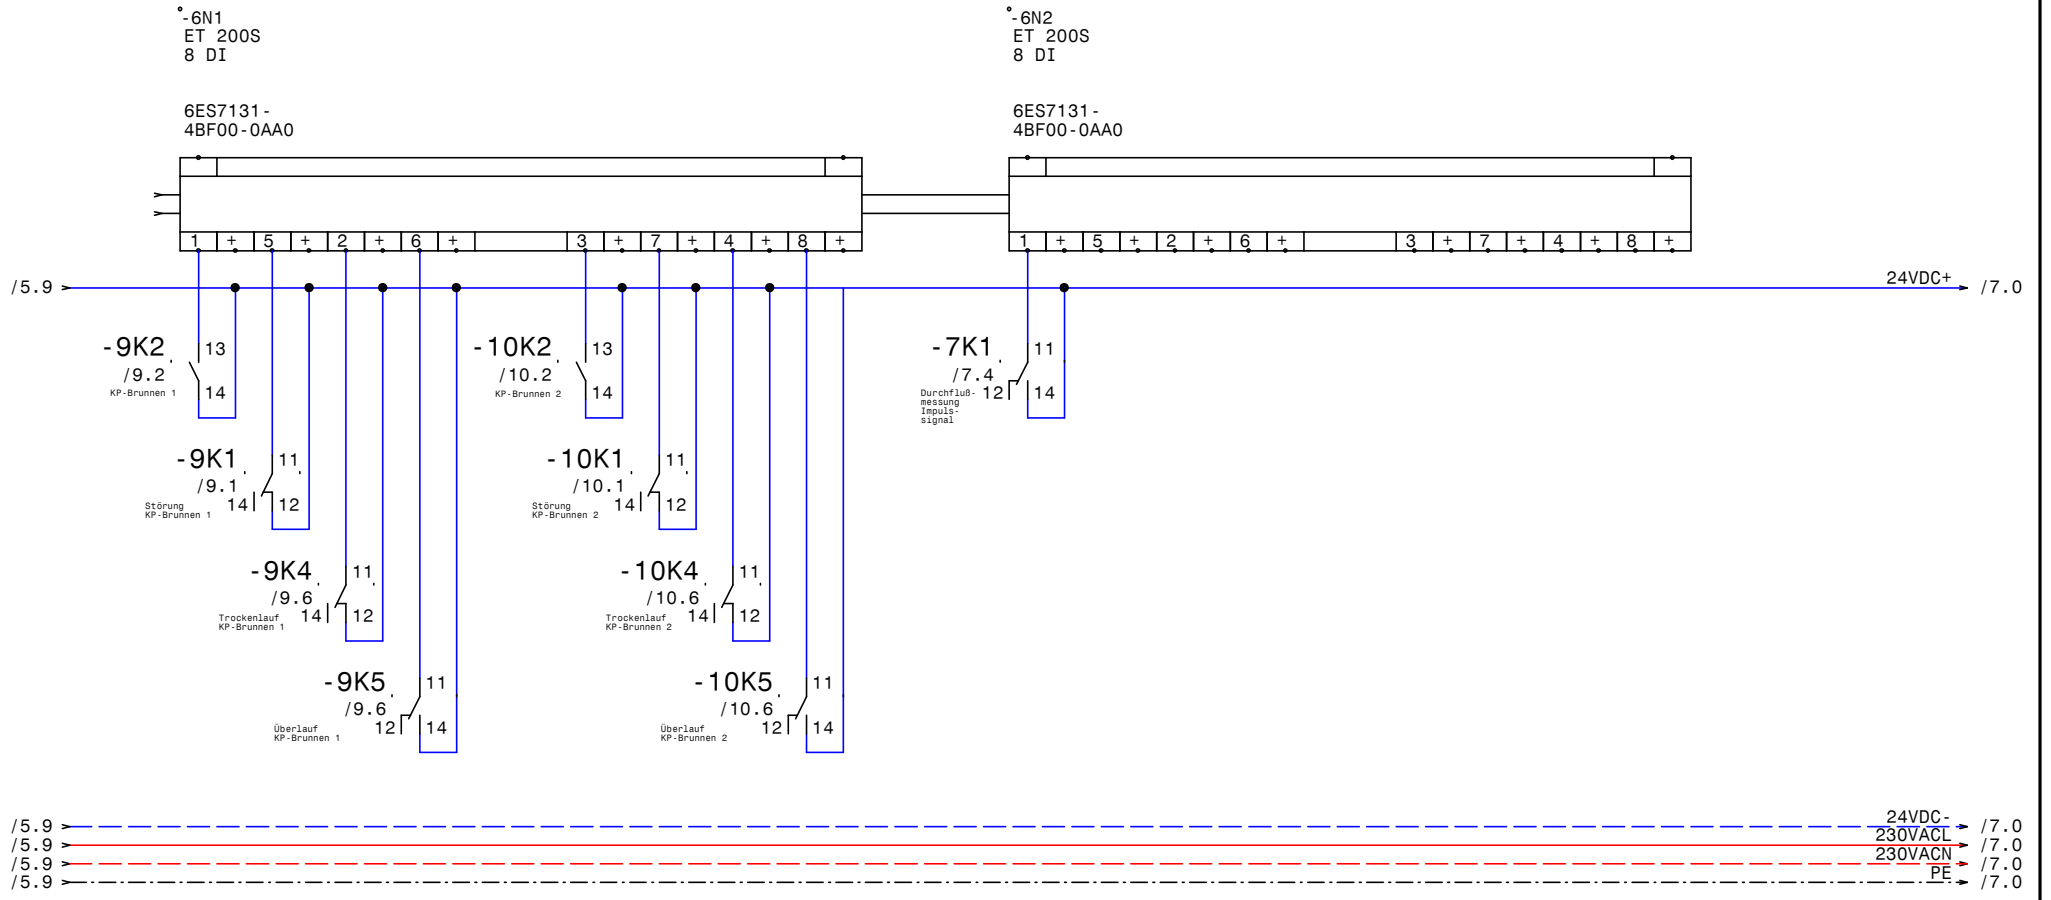 -6N1
ET 200S
8 DI
6ES7131-
4BF00-0AA0
-6N2
ET 200S
8 DI
6ES7131-
4BF00-0AA0
1 + 5 + 2 + 6 + 3 + 7 + 4 + 8 +
1 + 5 + 2 + 6 + 3 + 7 + 4 + 8 +
/5.9 24VDC+ /7.0
-9K2 13
/9.2
KP-Brunnen 1 14
-10K2 13
/10.2
KP-Brunnen 2 14
-7K1 11
/7.4
Durchfluß- 12 14
messung
Impuls-
signal
-9K1 11
/9.1
14 12
Störung
KP-Brunnen 1
-10K1 11
/10.1
14 12
Störung
KP-Brunnen 2
-9K4 11
/9.6
14 12
Trockenlauf
KP-Brunnen 1
-10K4 11
/10.6
14 12
Trockenlauf
KP-Brunnen 2
-9K5 11
/9.6
12 14
Überlauf
KP-Brunnen 1
-10K5 11
/10.6
12 14
Überlauf
KP-Brunnen 2
/5.9 24VDC- /7.0
/5.9 230VACL /7.0
/5.9 230VACN /7.0
/5.9 PE /7.0